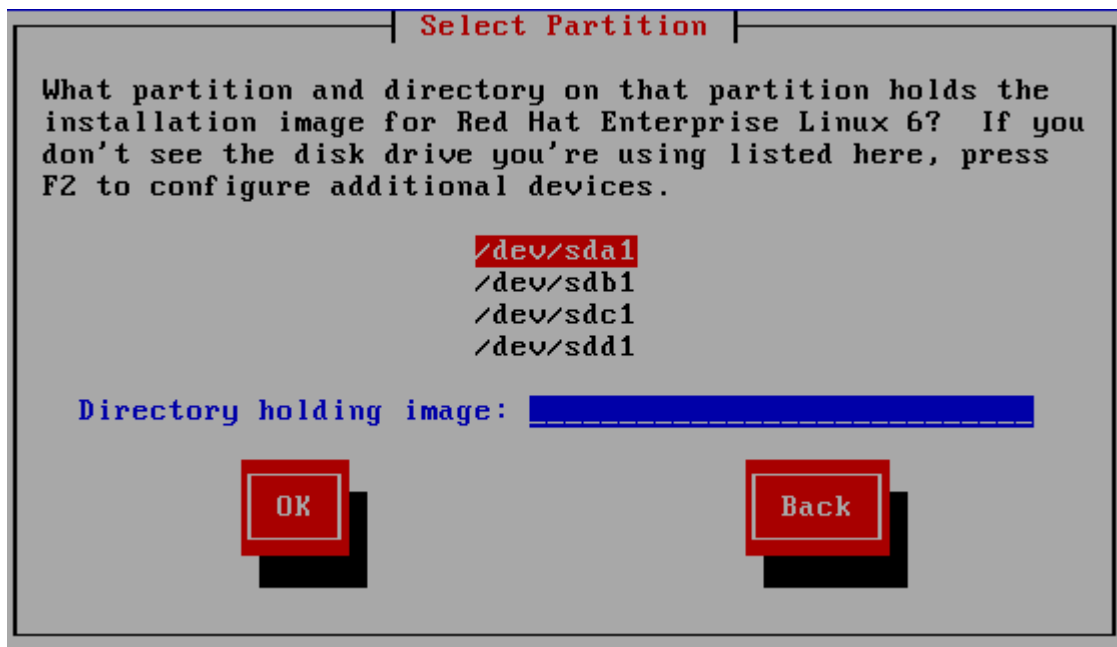 Select Partition
What partition and directory on that partition holds the
installation image for Red Hat Enterprise Linux 6?  If you
don't see the disk drive you're using listed here, press
F2 to configure additional devices.
/dev/sda1
/dev/sdb1
/dev/sdc1
/dev/sdd1
Directory holding image: ____________________________
OK
Back